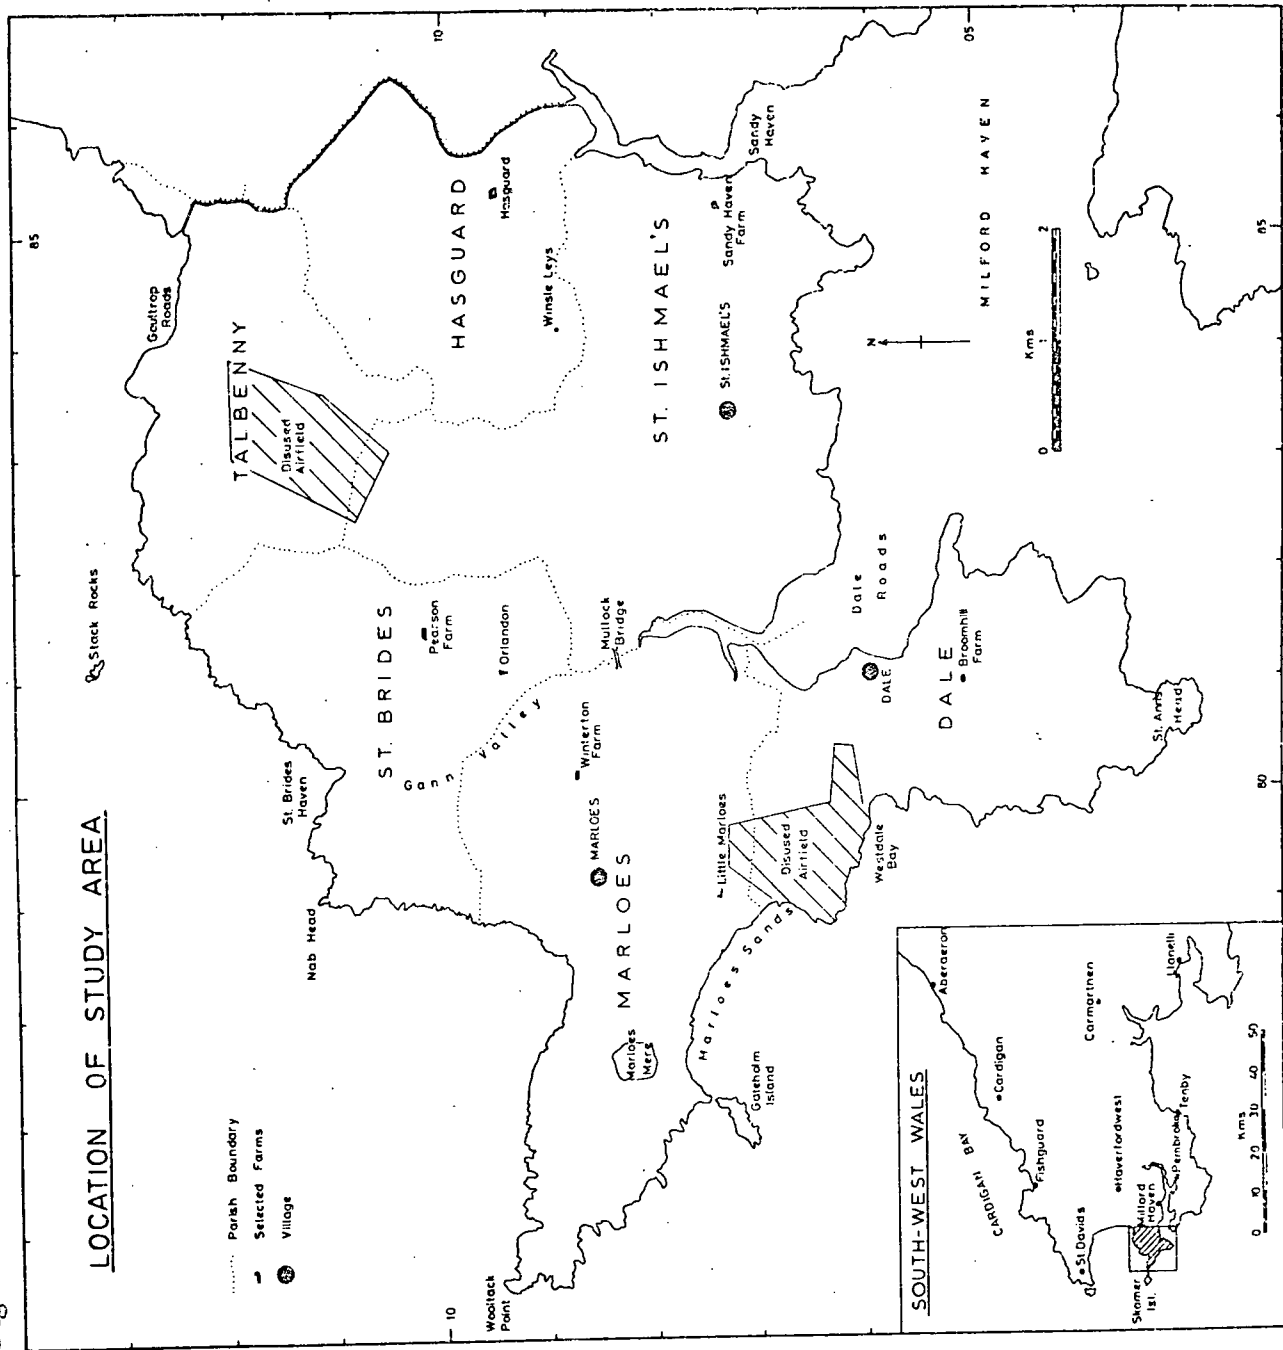 LOCATION OF STUDY AREA
Parish Boundary
Selected Farms
Village
85
80
10
10
05
85
80
Stack Rocks
Goultrop
Roads
TALBENNY
Disused
Airfield
St. Brides
Haven
Nab Head
ST. BRIDES
Pearson
Farm
Orlandon
Gann Valley
HASGUARD
Hasguard
Winsle Leys
Mullock
Bridge
Winterton
Farm
MARLOES
MARLOES
Marloes
Mere
Wooltack
Point
Gateholm
Island
Marloes Sands
Little Marloes
Disused
Airfield
Westdale
Bay
ST. ISHMAEL'S
St. ISHMAEL'S
Sandy Haven
Farm
Sandy
Haven
Dale
Roads
DALE
DALE
Broomhill
Farm
St. Anns
Head
MILFORD HAVEN
N
Kms
0 1 2
SOUTH-WEST WALES
CARDIGAN BAY
Aberaeron
Cardigan
Fishguard
St Davids
Haverfordwest
Carmarthen
Llanelli
Milford
Haven
Pembroke
Tenby
Skomer
Isl.
Kms
0 10 20 30 40 50